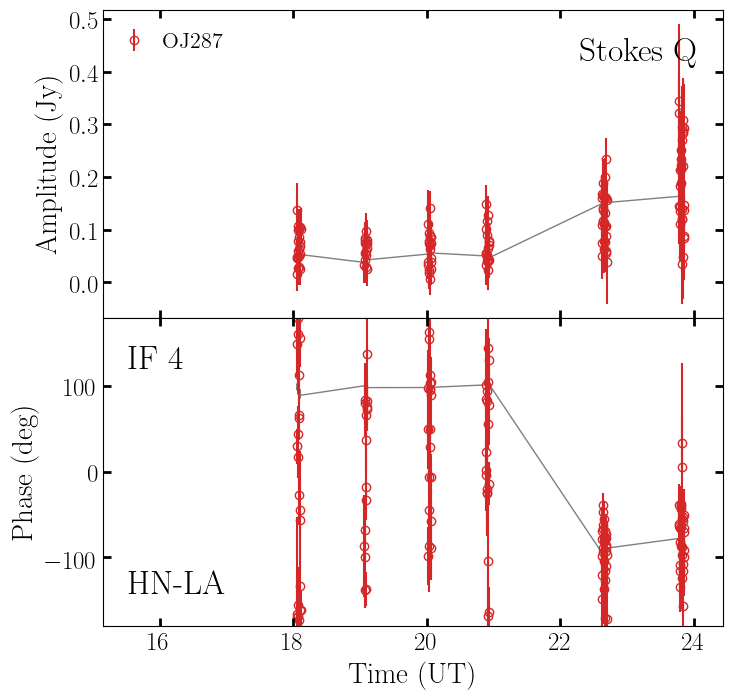 0.5
OJ287
Stokes Q
0.4
0.3
0.2
0.1
0.0
Amplitude (Jy)
IF 4
100
0
−100
Phase (deg)
HN-LA
16 18 20 22 24
Time (UT)